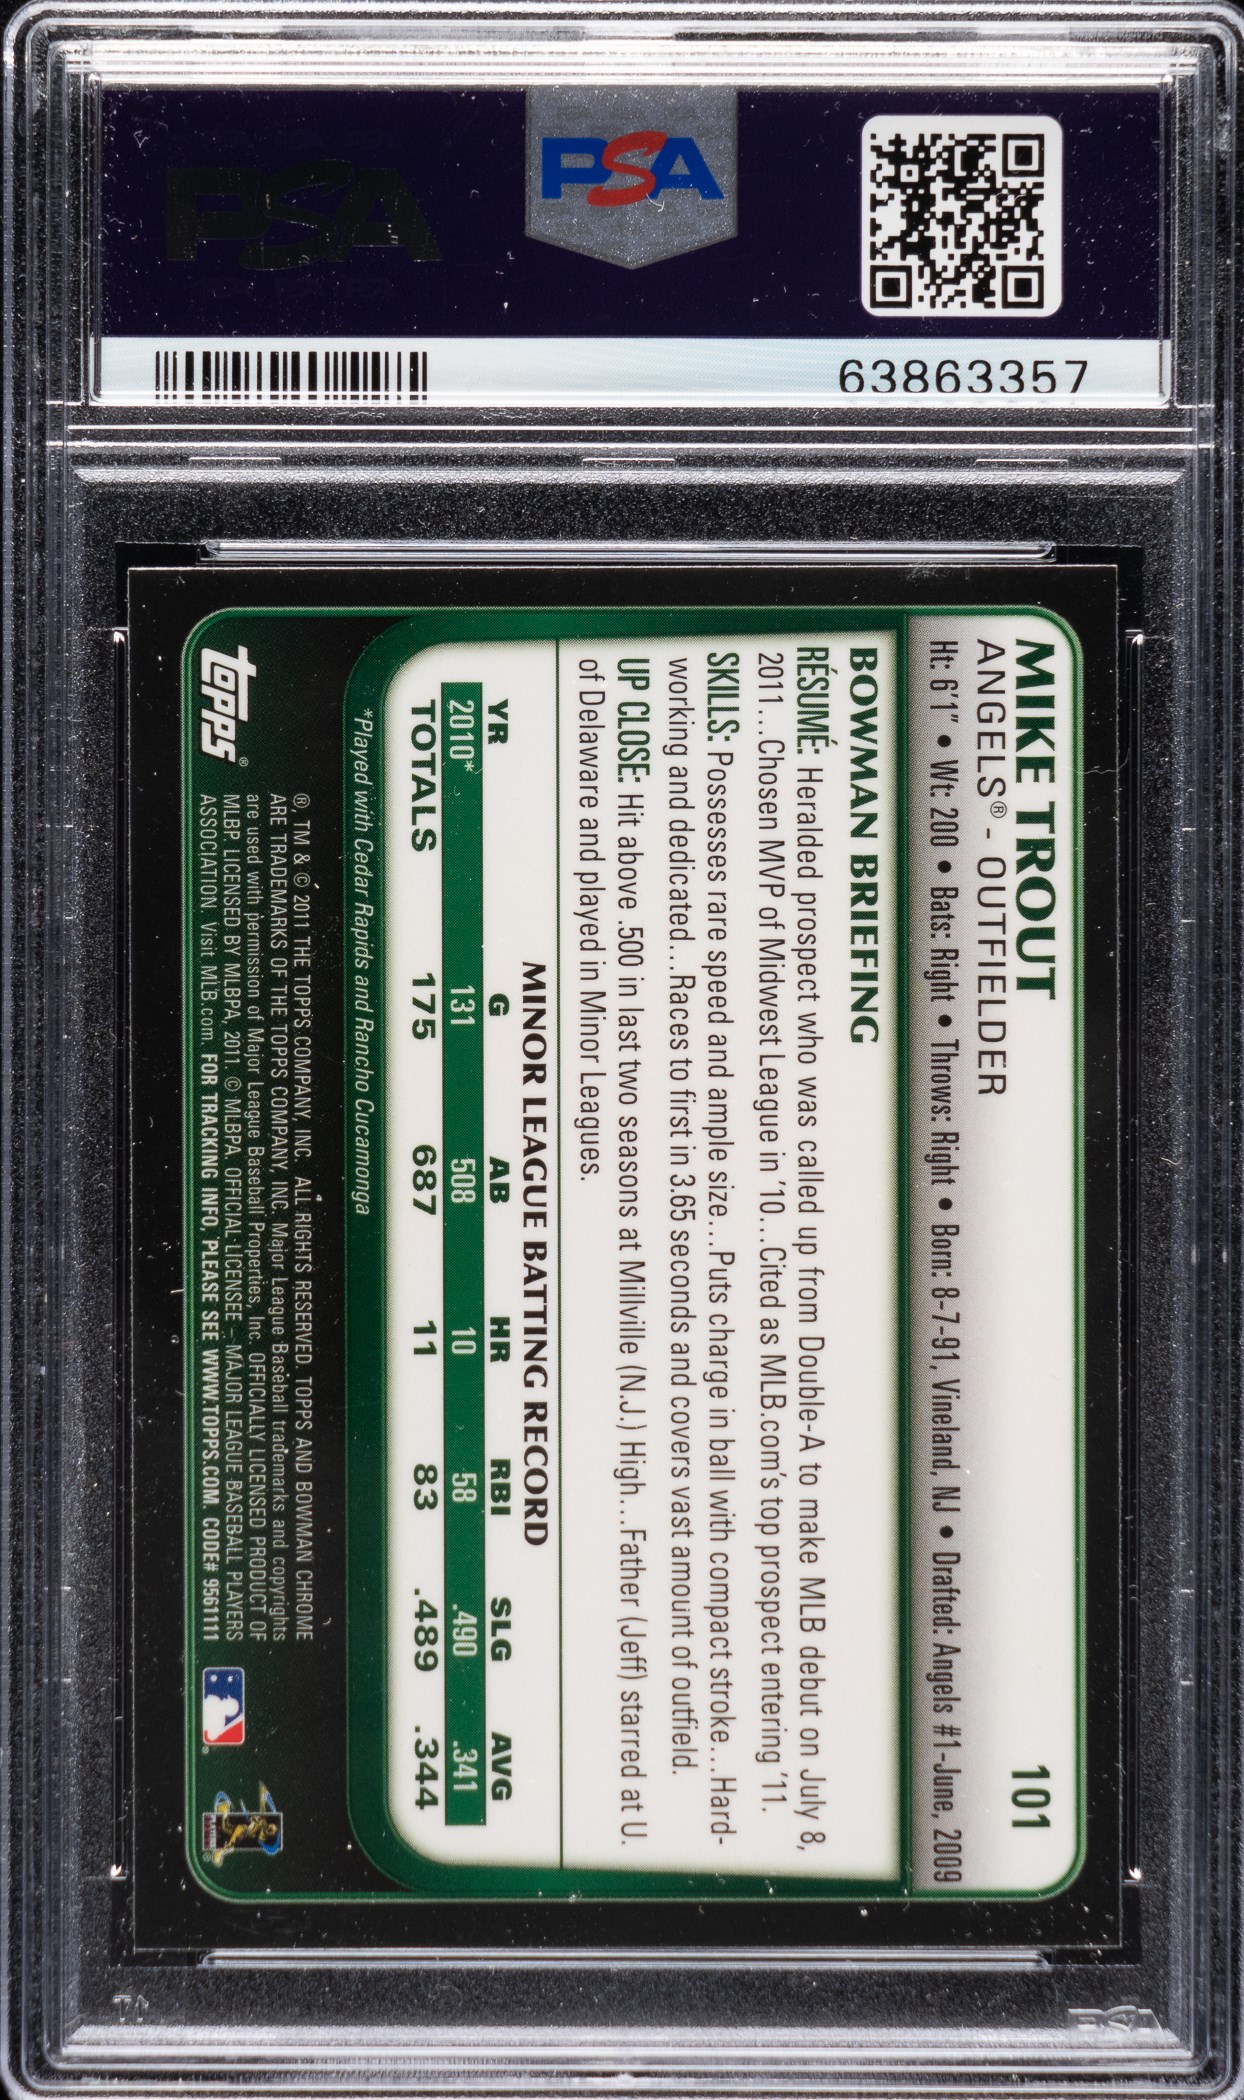 PSA
PSA
63863357
101
MIKE TROUT
ANGELS® - OUTFIELDER
Ht: 6'1" • Wt: 200 • Bats: Right • Throws: Right • Born: 8-7-91, Vineland, NJ • Drafted: Angels #1-June, 2009
BOWMAN BRIEFING
RÉSUMÉ: Heralded prospect who was called up from Double-A to make MLB debut on July 8,
2011...Chosen MVP of Midwest League in '10...Cited as MLB.com's top prospect entering '11.
SKILLS: Possesses rare speed and ample size...Puts charge in ball with compact stroke...Hard-
working and dedicated...Races to first in 3.65 seconds and covers vast amount of outfield.
UP CLOSE: Hit above .500 in last two seasons at Millville (N.J.) High...Father (Jeff) starred at U.
of Delaware and played in Minor Leagues.
MINOR LEAGUE BATTING RECORD
YR G AB HR RBI SLG AVG
2010* 131 508 10 58 .490 .341
TOTALS 175 687 11 83 .489 .344
*Played with Cedar Rapids and Rancho Cucamonga
® , TM & © 2011 THE TOPPS COMPANY, INC. ALL RIGHTS RESERVED. TOPPS AND BOWMAN CHROME
ARE TRADEMARKS OF THE TOPPS COMPANY, INC. Major League Baseball trademarks and copyrights
are used with permission of Major League Baseball Properties, Inc. OFFICIALLY LICENSED PRODUCT OF
MLBP. LICENSED BY MLBPA, 2011. © MLBPA. OFFICIAL LICENSEE – MAJOR LEAGUE BASEBALL PLAYERS
ASSOCIATION. Visit MLB.com. FOR TRACKING INFO, PLEASE SEE WWW.TOPPS.COM. CODE# 956111
topps®
PSA